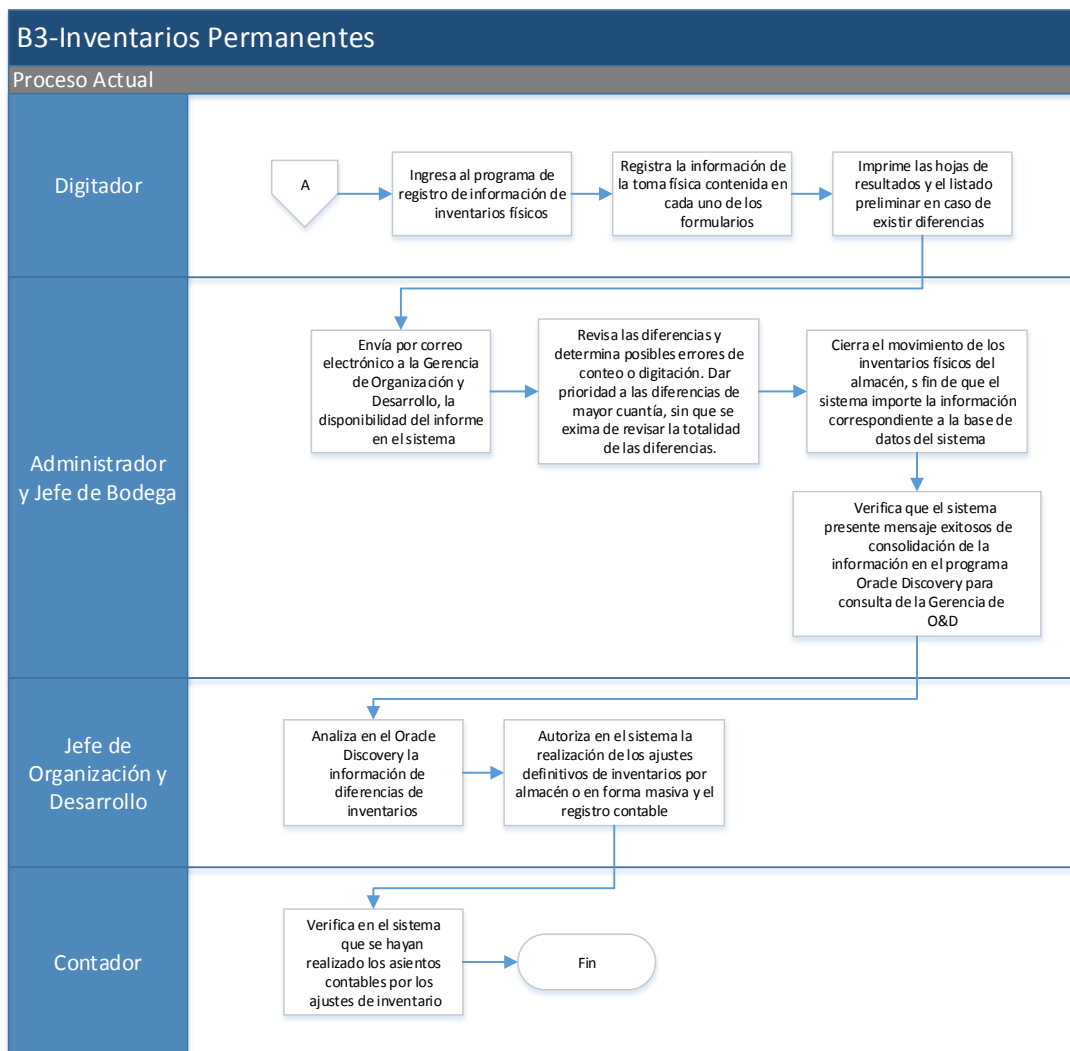 B3-Inventarios Permanentes
Proceso Actual
Digitador
A
Ingresa al programa de
registro de información de
inventarios físicos
Registra la información de
la toma física contenida en
cada uno de los
formularios
Imprime las hojas de
resultados y el listado
preliminar en caso de
existir diferencias
Administrador
y Jefe de Bodega
Envía por correo
electrónico a la Gerencia
de Organización y
Desarrollo, la
disponibilidad del informe
en el sistema
Revisa las diferencias y
determina posibles errores de
conteo o digitación. Dar
prioridad a las diferencias de
mayor cuantía, sin que se
exima de revisar la totalidad
de las diferencias.
Cierra el movimiento de los
inventarios físicos del
almacén, s fin de que el
sistema importe la información
correspondiente a la base de
datos del sistema
Verifica que el sistema
presente mensaje exitosos de
consolidación de la
información en el programa
Oracle Discovery para
consulta de la Gerencia de
O&D
Jefe de
Organización y
Desarrollo
Analiza en el Oracle
Discovery la
información de
diferencias de
inventarios
Autoriza en el sistema la
realización de los ajustes
definitivos de inventarios por
almacén o en forma masiva y el
registro contable
Contador
Verifica en el sistema
que se hayan
realizado los asientos
contables por los
ajustes de inventario
Fin